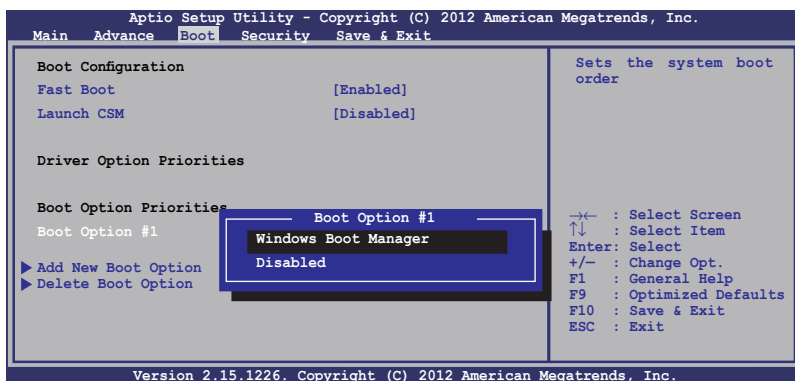 Aptio Setup Utility - Copyright (C) 2012 American Megatrends, Inc.
Main Advance Boot Security Save & Exit
Boot Configuration
Fast Boot [Enabled]
Launch CSM [Disabled]
Driver Option Priorities
Boot Option Priorities
Boot Option #1
Add New Boot Option
Delete Boot Option
Boot Option #1
Windows Boot Manager
Disabled
Sets the system boot
order
→← : Select Screen
↑↓ : Select Item
Enter: Select
+/— : Change Opt.
F1 : General Help
F9 : Optimized Defaults
F10 : Save & Exit
ESC : Exit
Version 2.15.1226. Copyright (C) 2012 American Megatrends, Inc.